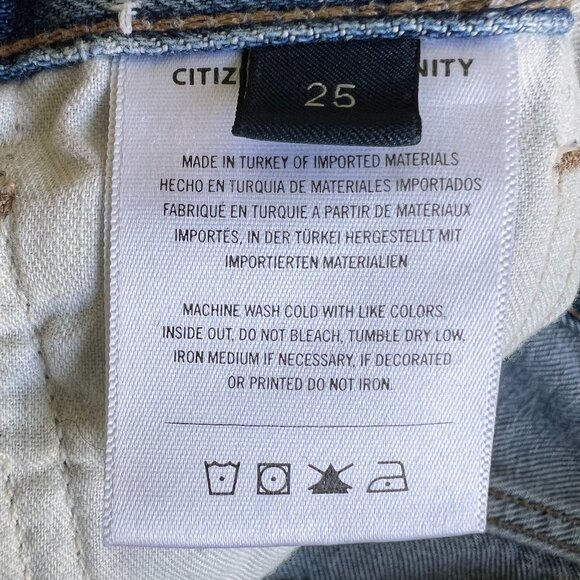 CITIZ NITY
25
MADE IN TURKEY OF IMPORTED MATERIALS
HECHO EN TURQUIA DE MATERIALES IMPORTADOS
FABRIQUÉ EN TURQUIE A PARTIR DE MATÉRIAUX
IMPORTÉS, IN DER TÜRKEI HERGESTELLT MIT
IMPORTIERTEN MATERIALIEN
MACHINE WASH COLD WITH LIKE COLORS,
INSIDE OUT, DO NOT BLEACH, TUMBLE DRY LOW,
IRON MEDIUM IF NECESSARY, IF DECORATED
OR PRINTED DO NOT IRON.